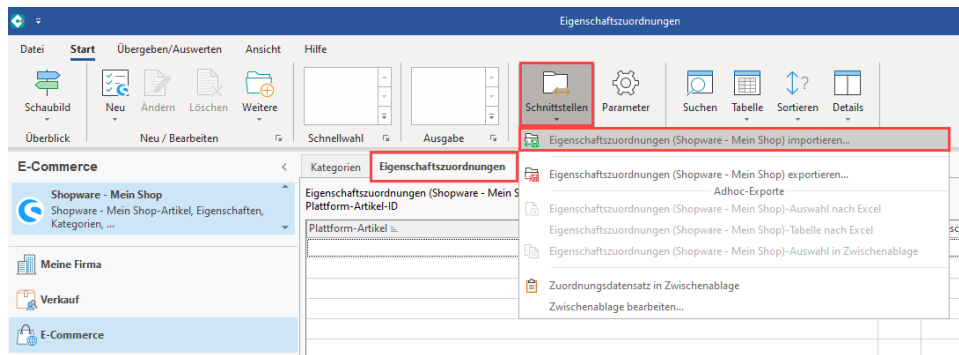 Eigenschaftszuordnungen
Datei Start Übergeben/Auswerten Ansicht Hilfe
Schaubild Neu Ändern Löschen Weitere Schnittstellen Parameter Suchen Tabelle Sortieren Details
Überblick Neu / Bearbeiten Schnellwahl Ausgabe
Eigenschaftszuordnungen (Shopware - Mein Shop) importieren...
Eigenschaftszuordnungen (Shopware - Mein Shop) exportieren...
Adhoc-Exporte
Eigenschaftszuordnungen (Shopware - Mein Shop)-Auswahl nach Excel
Eigenschaftszuordnungen (Shopware - Mein Shop)-Tabelle nach Excel
Eigenschaftszuordnungen (Shopware - Mein Shop)-Auswahl in Zwischenablage
Zuordnungsdatensatz in Zwischenablage
Zwischenablage bearbeiten...
E-Commerce
Shopware - Mein Shop
Shopware - Mein Shop-Artikel, Eigenschaften,
Kategorien, ...
Meine Firma
Verkauf
E-Commerce
Kategorien Eigenschaftszuordnungen
Eigenschaftszuordnungen (Shopware - Mein S
Plattform-Artikel-ID
Plattform-Artikel